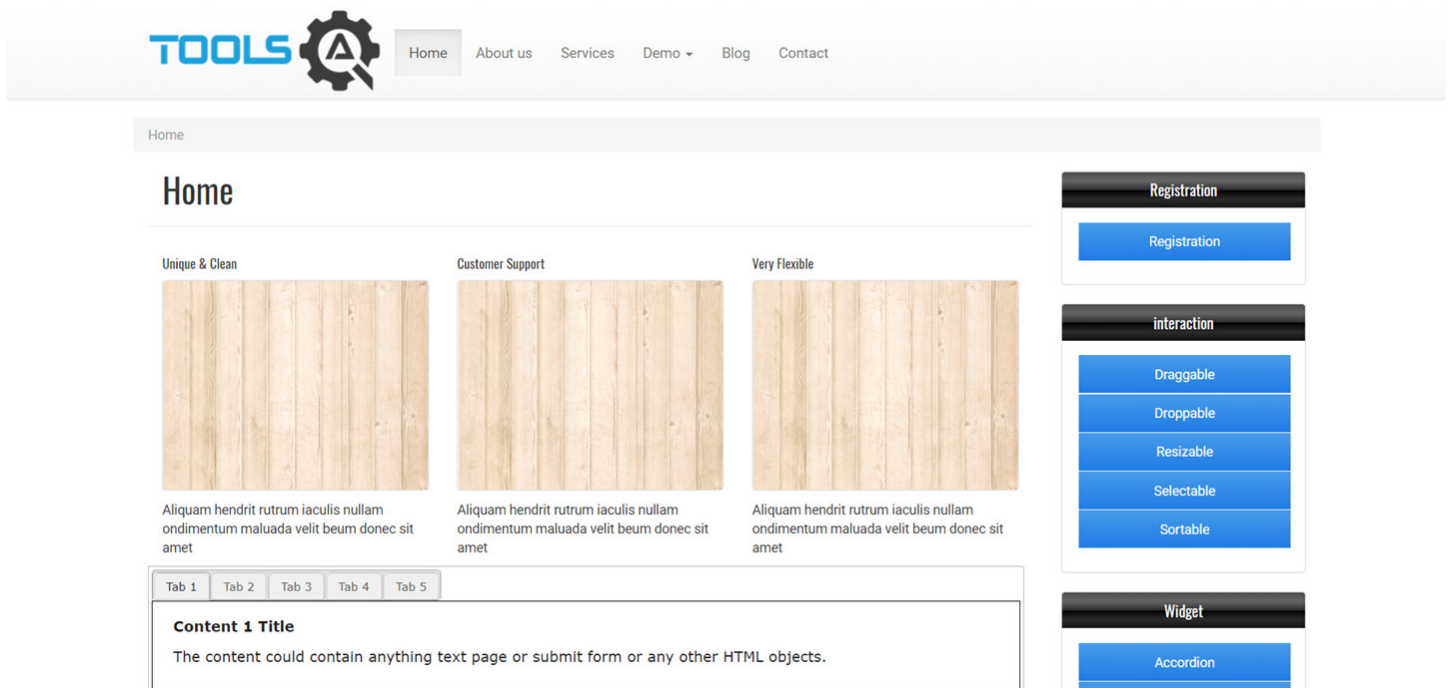 TOOLS QA
Home
About us
Services
Demo
Blog
Contact
Home
Home
Unique & Clean
Aliquam hendrit rutrum iaculis nullam
ondimentum maluada velit beum donec sit
amet
Customer Support
Aliquam hendrit rutrum iaculis nullam
ondimentum maluada velit beum donec sit
amet
Very Flexible
Aliquam hendrit rutrum iaculis nullam
ondimentum maluada velit beum donec sit
amet
Tab 1
Tab 2
Tab 3
Tab 4
Tab 5
Content 1 Title
The content could contain anything text page or submit form or any other HTML objects.
Registration
Registration
interaction
Draggable
Droppable
Resizable
Selectable
Sortable
Widget
Accordion